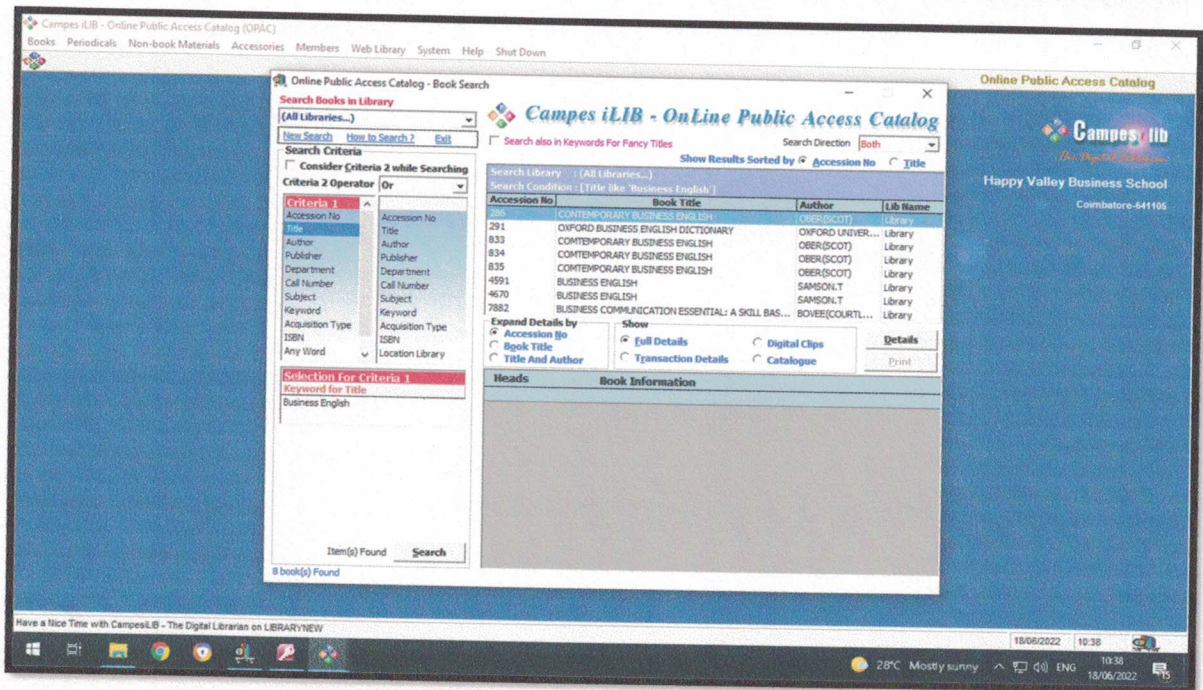 Campes iLIB - Online Public Access Catalog (OPAC)
Books Periodicals Non-book Materials Accessories Members Web Library System Help Shut Down
Online Public Access Catalog
Campes ilib
Happy Valley Business School
Coimbatore-641105
Online Public Access Catalog - Book Search
Search Books in Library
(All Libraries...)
New Search How to Search ? Exit
Search Criteria
Consider Criteria 2 while Searching
Criteria 2 Operator Or
Criteria 1
Accession No
Title
Author
Publisher
Department
Call Number
Subject
Keyword
Acquisition Type
ISBN
Any Word
Accession No
Title
Author
Publisher
Department
Call Number
Subject
Keyword
Acquisition Type
ISBN
Location Library
Selection For Criteria 1
Keyword for Title
Business English
Item(s) Found Search
8 book(s) Found
Campes iLIB - OnLine Public Access Catalog
Search also in Keywords For Fancy Titles Search Direction Both
Show Results Sorted by Accession No Title
Search Library : (All Libraries...)
Search Condition : [Title like 'Business English']
Accession No Book Title Author Lib Name
286 CONTEMPORARY BUSINESS ENGLISH OBER(SCOT) Library
291 OXFORD BUSINESS ENGLISH DICTIONARY OXFORD UNIVER... Library
833 COMTEMPORARY BUSINESS ENGLISH OBER(SCOT) Library
834 COMTEMPORARY BUSINESS ENGLISH OBER(SCOT) Library
835 COMTEMPORARY BUSINESS ENGLISH OBER(SCOT) Library
4591 BUSINESS ENGLISH SAMSON.T Library
4670 BUSINESS ENGLISH SAMSON.T Library
7882 BUSINESS COMMUNICATION ESSENTIAL: A SKILL BAS... BOVEE(COURTL... Library
Expand Details by
Accession No
Book Title
Title And Author
Show
Full Details Digital Clips
Transaction Details Catalogue
Details
Print
Heads Book Information
Have a Nice Time with CampesiLIB - The Digital Librarian on LIBRARYNEW
18/06/2022 10:38
28°C Mostly sunny ENG 10:38
18/06/2022
15